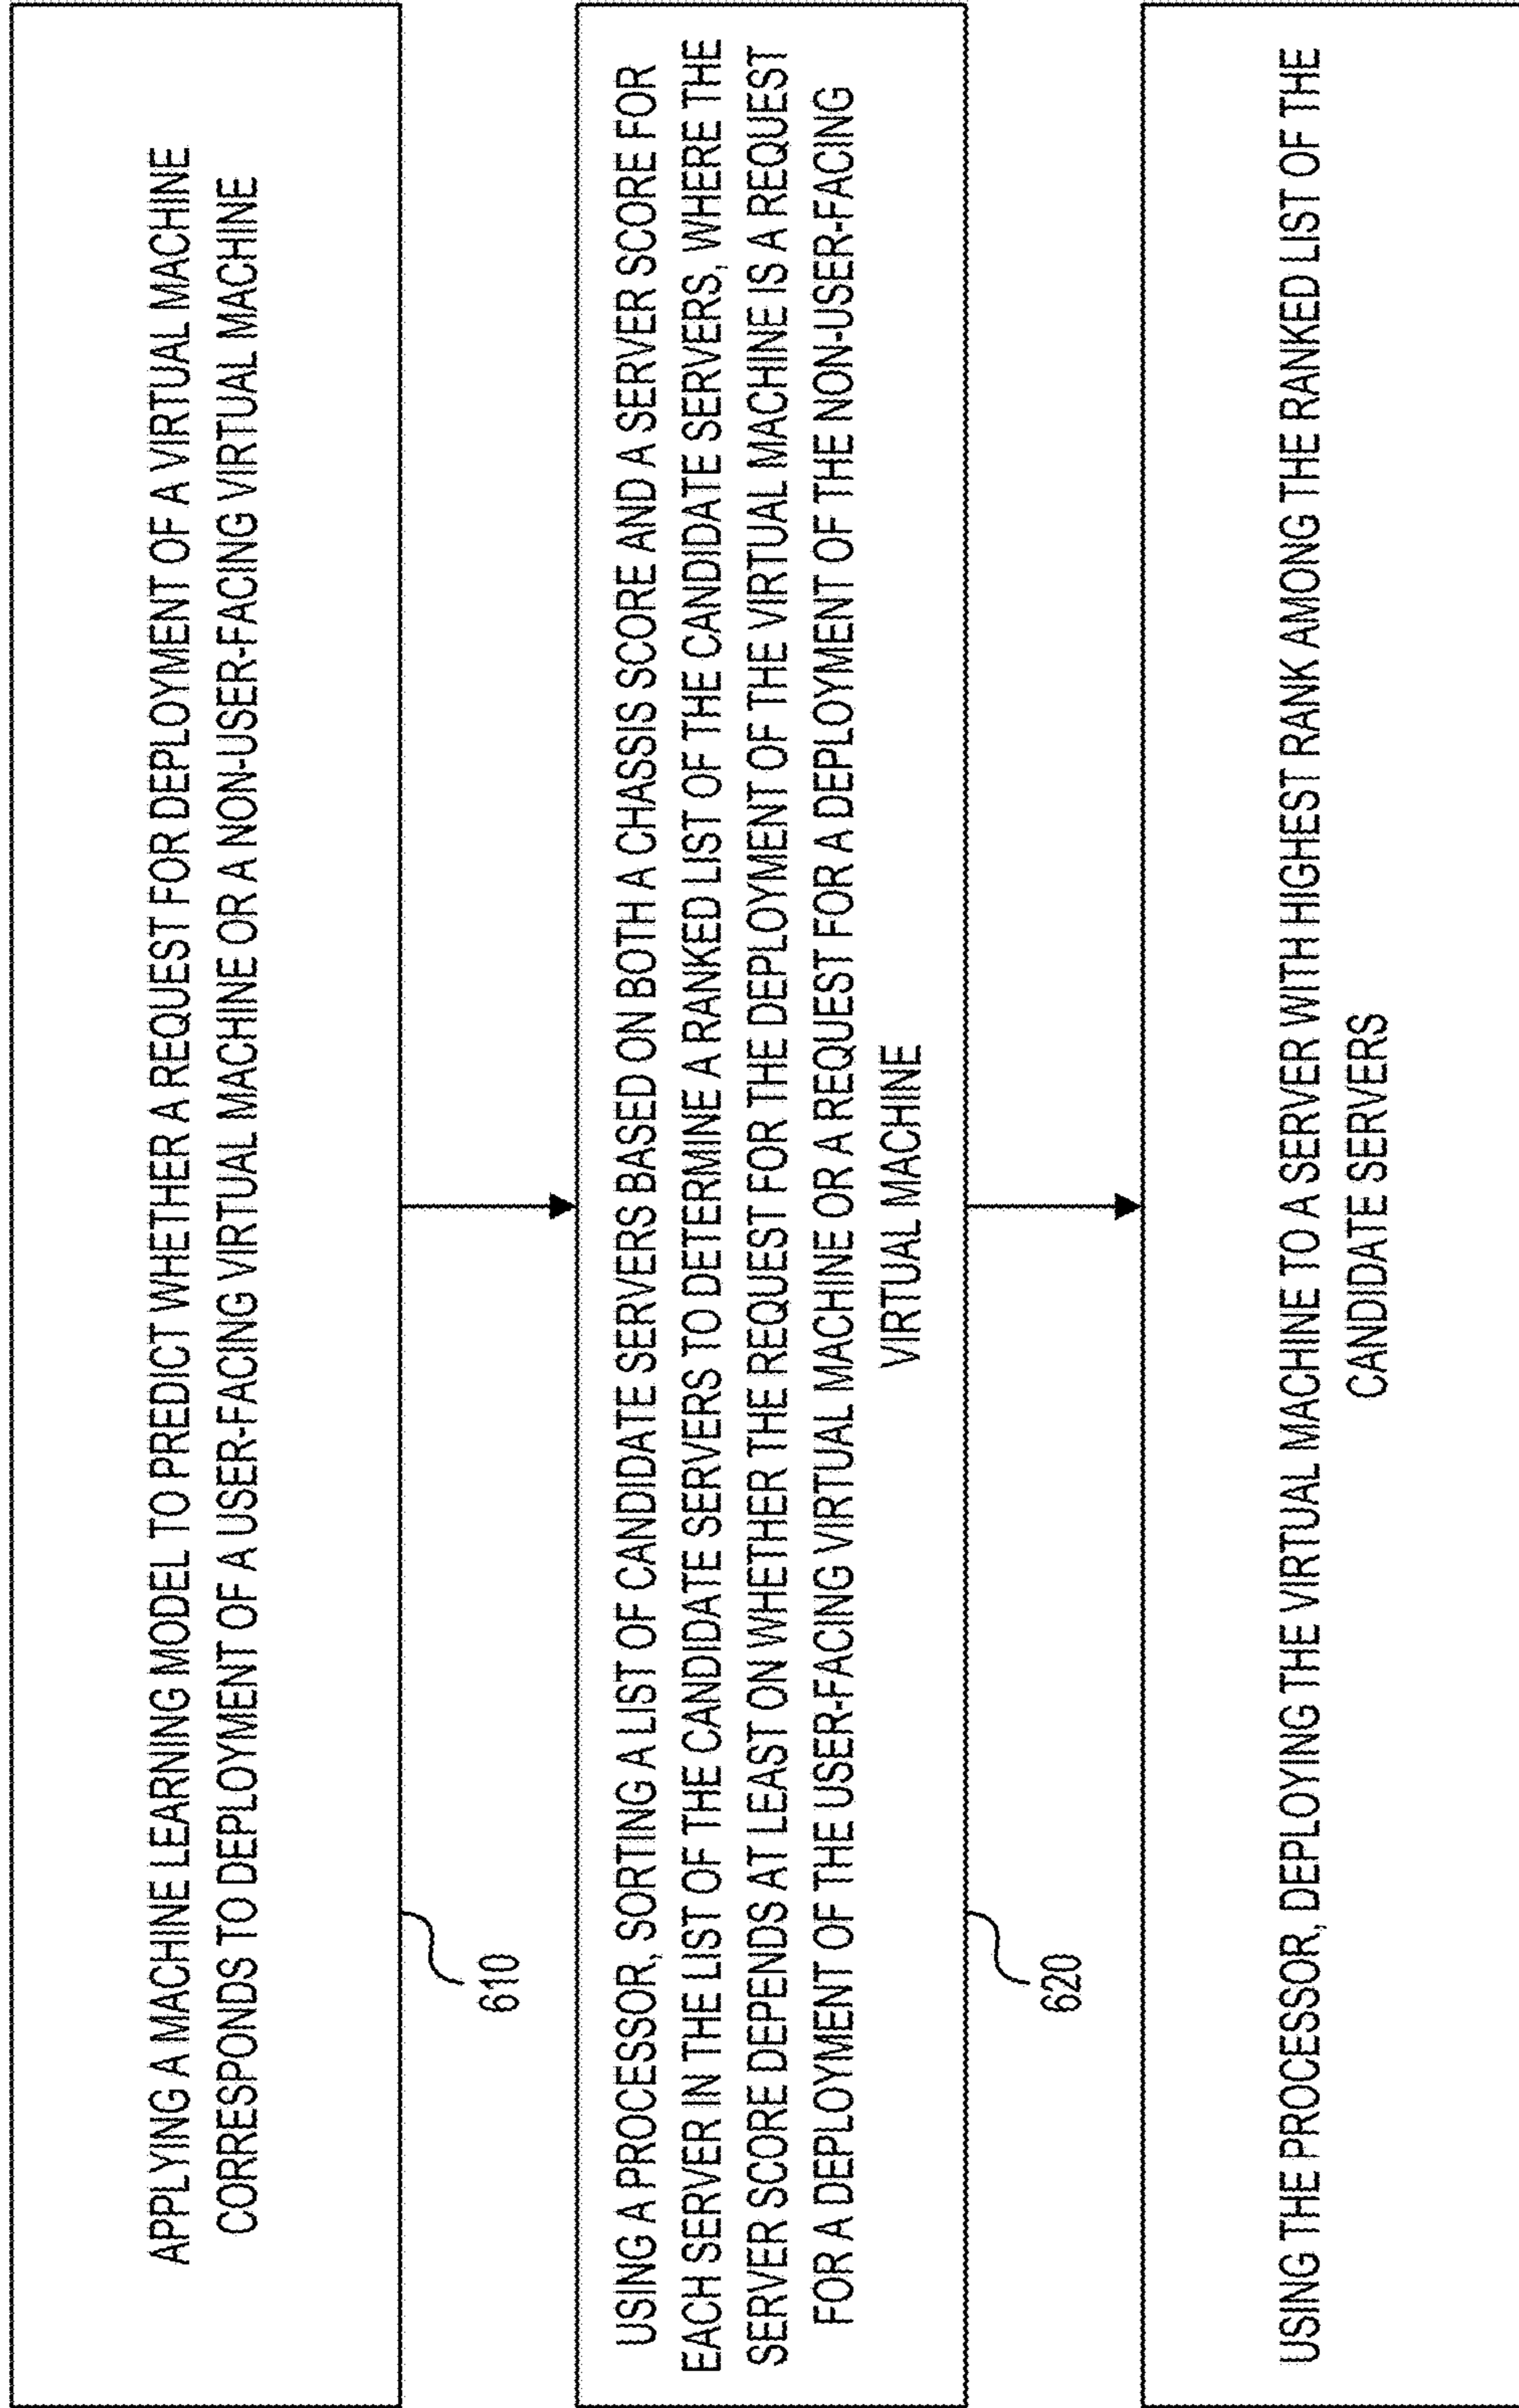 APPLYING A MACHINE LEARNING MODEL TO PREDICT WHETHER A REQUEST FOR DEPLOYMENT OF A VIRTUAL MACHINE
CORRESPONDS TO DEPLOYMENT OF A USER-FACING VIRTUAL MACHINE OR A NON-USER-FACING VIRTUAL MACHINE
610
USING A PROCESSOR, SORTING A LIST OF CANDIDATE SERVERS BASED ON BOTH A CHASSIS SCORE AND A SERVER SCORE FOR
EACH SERVER IN THE LIST OF THE CANDIDATE SERVERS TO DETERMINE A RANKED LIST OF THE CANDIDATE SERVERS, WHERE THE
SERVER SCORE DEPENDS AT LEAST ON WHETHER THE REQUEST FOR THE DEPLOYMENT OF THE VIRTUAL MACHINE IS A REQUEST
FOR A DEPLOYMENT OF THE USER-FACING VIRTUAL MACHINE OR A REQUEST FOR A DEPLOYMENT OF THE NON-USER-FACING
VIRTUAL MACHINE
620
USING THE PROCESSOR, DEPLOYING THE VIRTUAL MACHINE TO A SERVER WITH HIGHEST RANK AMONG THE RANKED LIST OF THE
CANDIDATE SERVERS